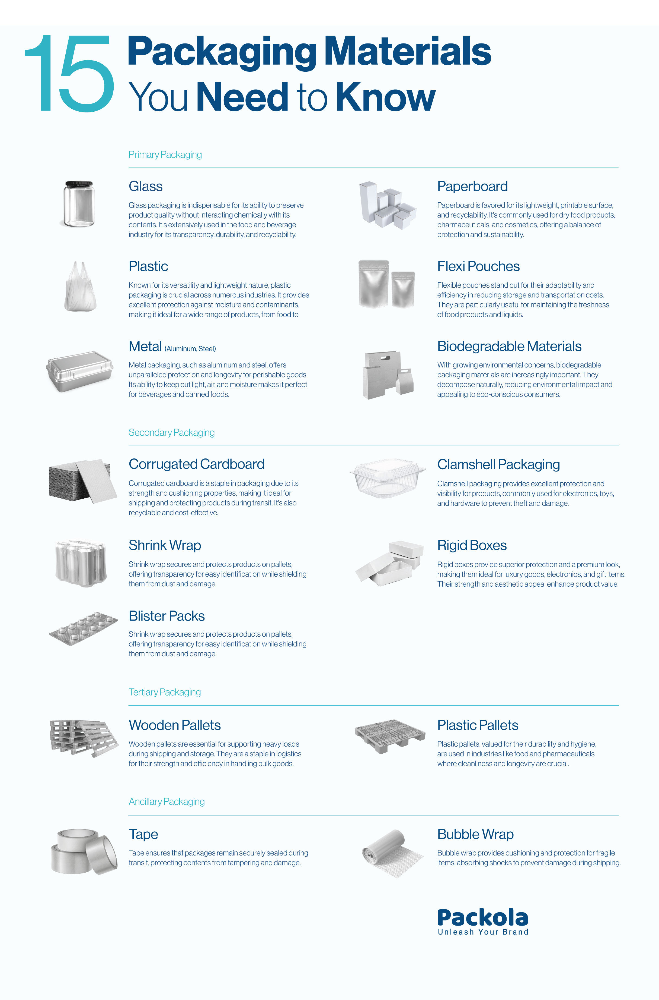 15 Packaging Materials
You Need to Know
Primary Packaging
Glass
Glass packaging is indispensable for its ability to preserve
product quality without interacting chemically with its
contents. It's extensively used in the food and beverage
industry for its transparency, durability, and recyclability.
Paperboard
Paperboard is favored for its lightweight, printable surface,
and recyclability. It's commonly used for dry food products,
pharmaceuticals, and cosmetics, offering a balance of
protection and sustainability.
Plastic
Known for its versatility and lightweight nature, plastic
packaging is crucial across numerous industries. It provides
excellent protection against moisture and contaminants,
making it ideal for a wide range of products, from food to
Flexi Pouches
Flexible pouches stand out for their adaptability and
efficiency in reducing storage and transportation costs.
They are particularly useful for maintaining the freshness
of food products and liquids.
Metal (Aluminum, Steel)
Metal packaging, such as aluminum and steel, offers
unparalleled protection and longevity for perishable goods.
Its ability to keep out light, air, and moisture makes it perfect
for beverages and canned foods.
Biodegradable Materials
With growing environmental concerns, biodegradable
packaging materials are increasingly important. They
decompose naturally, reducing environmental impact and
appealing to eco-conscious consumers.
Secondary Packaging
Corrugated Cardboard
Corrugated cardboard is a staple in packaging due to its
strength and cushioning properties, making it ideal for
shipping and protecting products during transit. It's also
recyclable and cost-effective.
Clamshell Packaging
Clamshell packaging provides excellent protection and
visibility for products, commonly used for electronics, toys,
and hardware to prevent theft and damage.
Shrink Wrap
Shrink wrap secures and protects products on pallets,
offering transparency for easy identification while shielding
them from dust and damage.
Rigid Boxes
Rigid boxes provide superior protection and a premium look,
making them ideal for luxury goods, electronics, and gift items.
Their strength and aesthetic appeal enhance product value.
Blister Packs
Shrink wrap secures and protects products on pallets,
offering transparency for easy identification while shielding
them from dust and damage.
Tertiary Packaging
Wooden Pallets
Wooden pallets are essential for supporting heavy loads
during shipping and storage. They are a staple in logistics
for their strength and efficiency in handling bulk goods.
Plastic Pallets
Plastic pallets, valued for their durability and hygiene,
are used in industries like food and pharmaceuticals
where cleanliness and longevity are crucial.
Ancillary Packaging
Tape
Tape ensures that packages remain securely sealed during
transit, protecting contents from tampering and damage.
Bubble Wrap
Bubble wrap provides cushioning and protection for fragile
items, absorbing shocks to prevent damage during shipping.
Packola
Unleash Your Brand